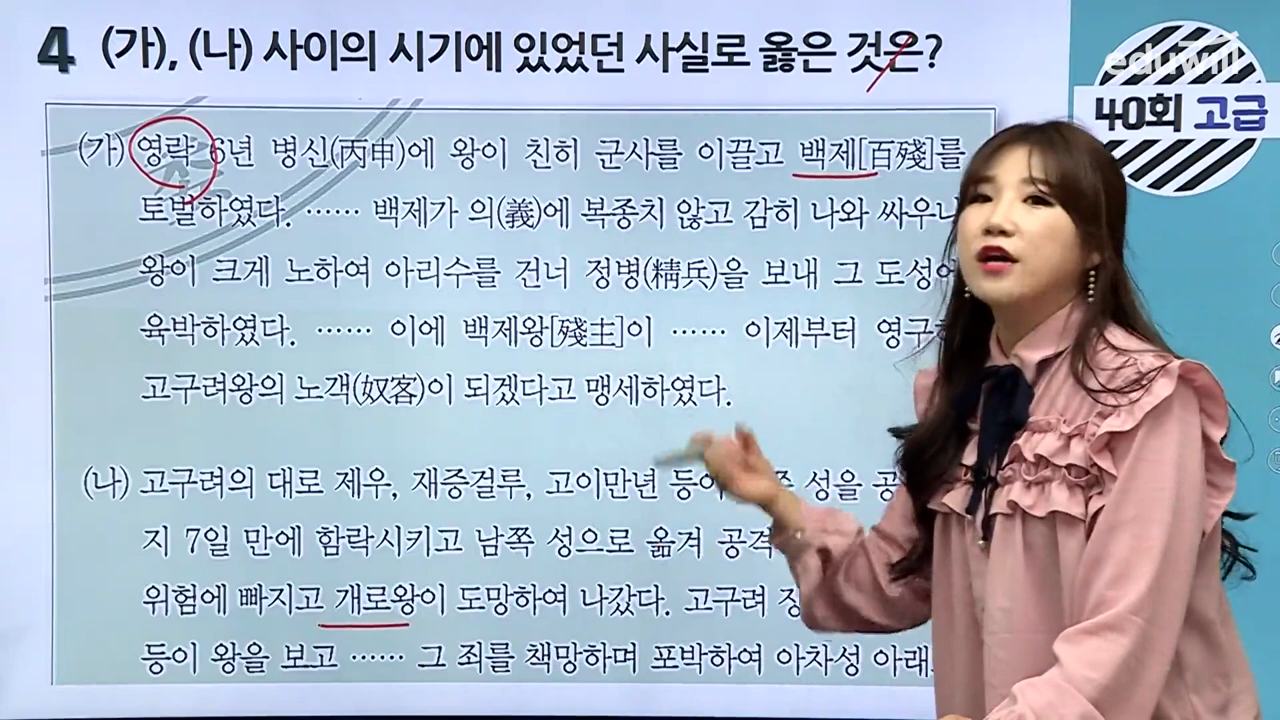 4 (가), (나) 사이의 시기에 있었던 사실로 옳은 것은?
eduwill
40회 고급
(가) 영락 6년 병신(丙申)에 왕이 친히 군사를 이끌고 백제[百殘]를
토벌하였다. …… 백제가 의(義)에 복종치 않고 감히 나와 싸우니
왕이 크게 노하여 아리수를 건너 정병(精兵)을 보내 그 도성에
육박하였다. …… 이에 백제왕[殘主]이 …… 이제부터 영구히
고구려왕의 노객(奴客)이 되겠다고 맹세하였다.
(나) 고구려의 대로 제우, 재증걸루, 고이만년 등이 성을
지 7일 만에 함락시키고 남쪽 성으로 옮겨 공격
위험에 빠지고 개로왕이 도망하여 나갔다. 고구려
등이 왕을 보고 …… 그 죄를 책망하며 포박하여 아차성 아래